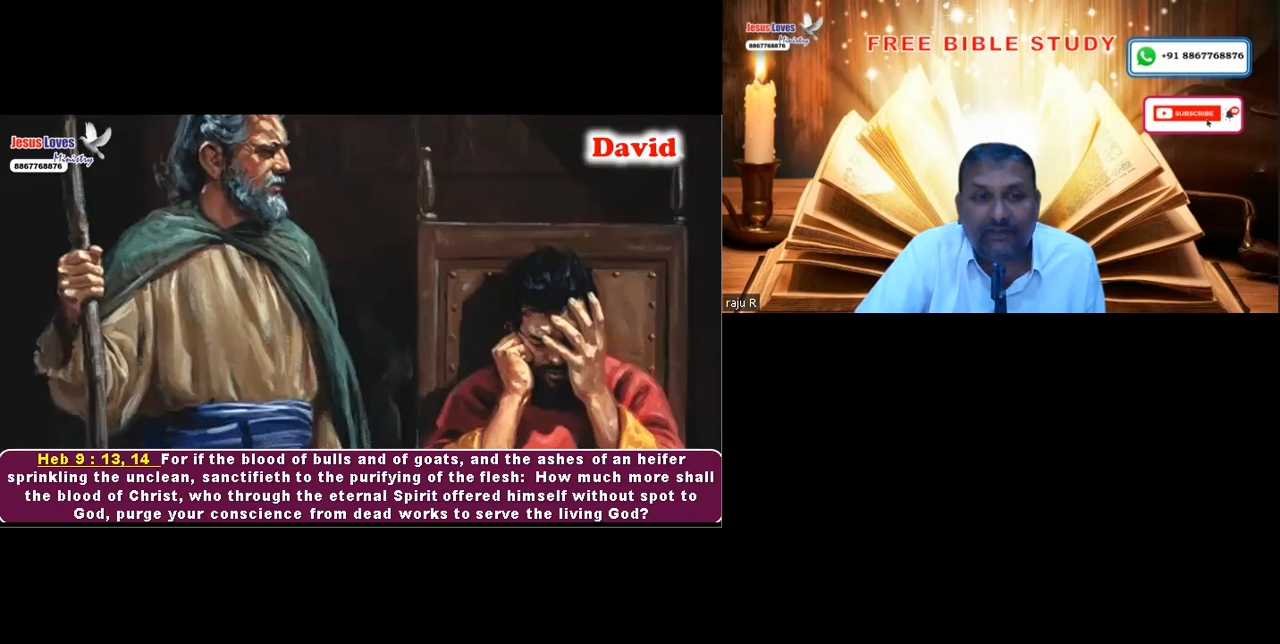 Jesus Loves
Ministry
8867768876
David
Heb 9 : 13, 14 For if the blood of bulls and of goats, and the ashes of an heifer
sprinkling the unclean, sanctifieth to the purifying of the flesh: How much more shall
the blood of Christ, who through the eternal Spirit offered himself without spot to
God, purge your conscience from dead works to serve the living God?
Jesus Loves
Ministry
8867768876
FREE BIBLE STUDY
+91 8867768876
SUBSCRIBE
raju R